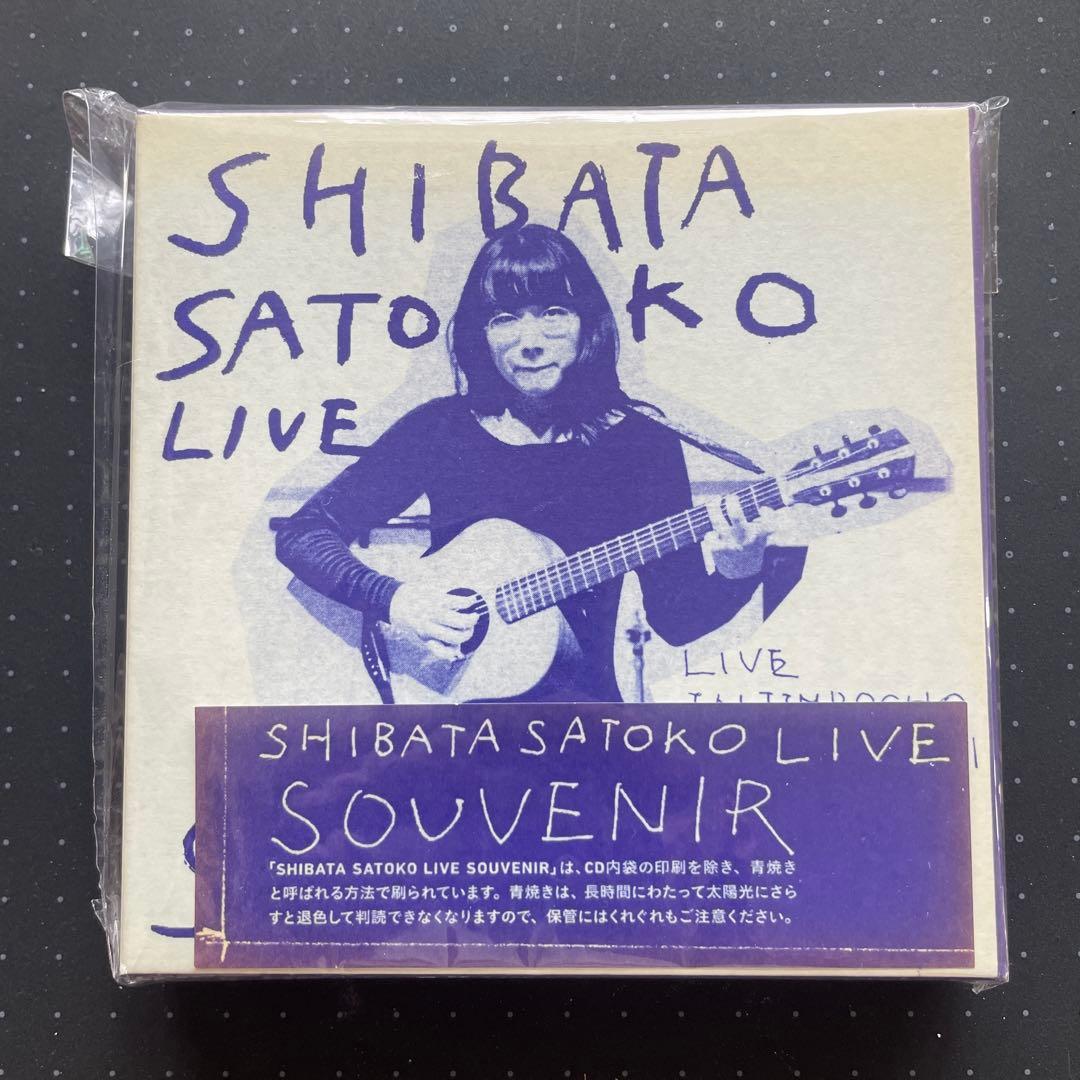 SHIBATA
SATOKO
LIVE
LIVE
SHIBATA SATOKO LIVE
SOUVENIR
「SHIBATA SATOKO LIVE SOUVENIR」は、CD内袋の印刷を除き、青焼き
と呼ばれる方法で刷られています。青焼きは、長時間にわたって太陽光にさら
すと退色して判読できなくなりますので、保管にはくれぐれもご注意ください。